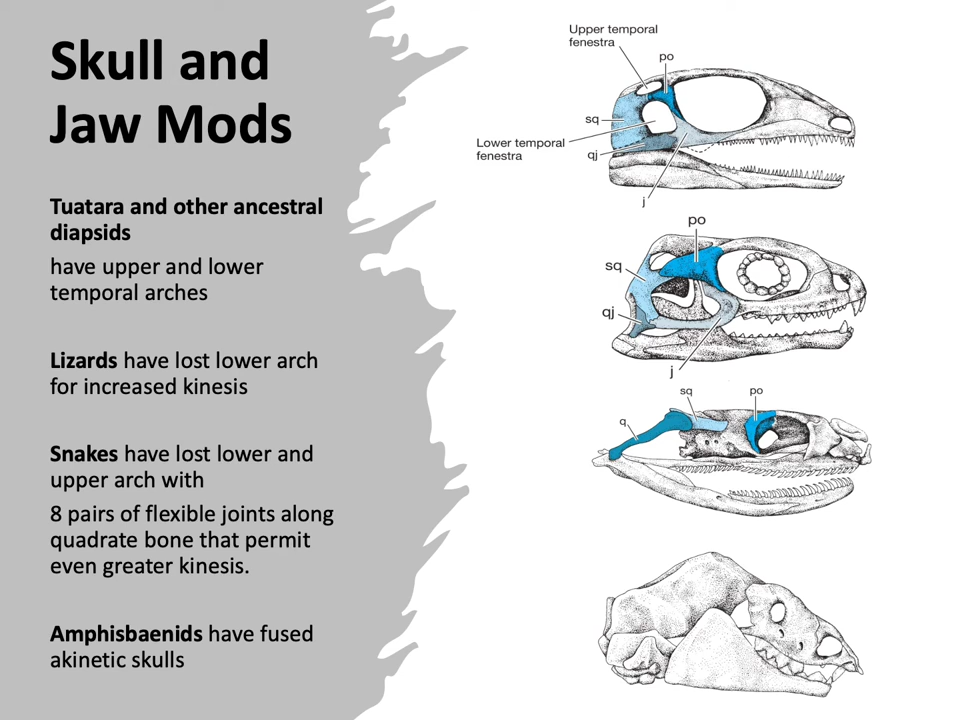 Skull and
Jaw Mods
Tuatara and other ancestral
diapsids
have upper and lower
temporal arches
Lizards have lost lower arch
for increased kinesis
Snakes have lost lower and
upper arch with
8 pairs of flexible joints along
quadrate bone that permit
even greater kinesis.
Amphisbaenids have fused
akinetic skulls
Upper temporal
fenestra
po
sq
Lower temporal
fenestra
qj
j
po
sq
qj
j
sq
po
q